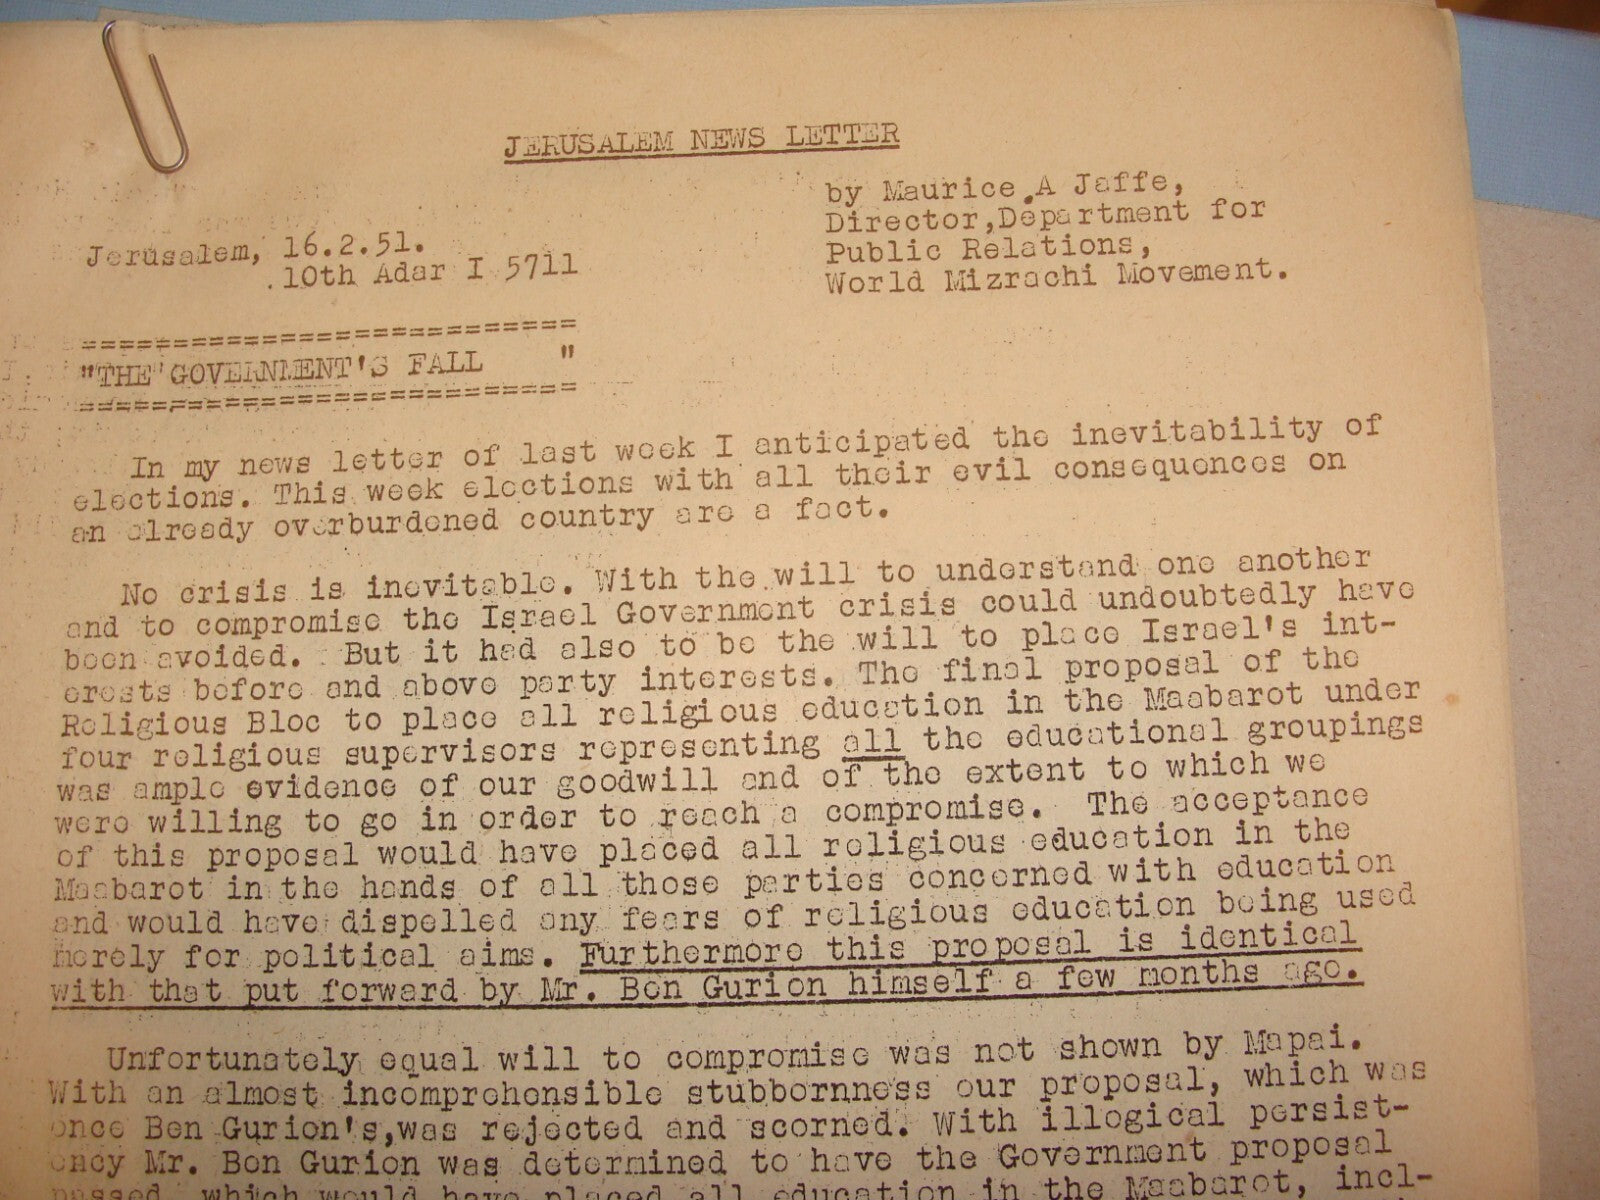 JERUSALEM NEWS LETTER
by Maurice.A Jaffe,
Director,Department for
Public Relations,
World Mizrachi Movement.
Jerusalem, 16.2.51.
.10th Adar I 5711
===========================
"THE'GOVERNMENT'S FALL "
===========================
In my news letter of last week I anticipated the inevitability of
elections. This week elections with all their evil consequences on
an already overburdened country are a fact.
No crisis is inevitable. With the will to understand one another
and to compromise the Israel Government crisis could undoubtedly have
been avoided. But it had also to be the will to place Israel's int-
erests before and above party interests. The final proposal of the
Religious Bloc to place all religious education in the Maabarot under
four religious supervisors representing all the educational groupings
was ample evidence of our goodwill and of the extent to which we
were willing to go in order to reach a compromise. The acceptance
of this proposal would have placed all religious education in the
Maabarot in the hands of all those parties concerned with education
and would have dispelled any fears of religious education being used
merely for political aims. Furthermore this proposal is identical
with that put forward by Mr. Ben Gurion himself a few months ago.
Unfortunately equal will to compromise was not shown by Mapai.
With an almost incomprehensible stubbornness our proposal, which was
once Ben Gurion's,was rejected and scorned. With illogical persist-
ency Mr. Ben Gurion was determined to have the Government proposal
passed, which would have placed all education in the Maabarot, incl-